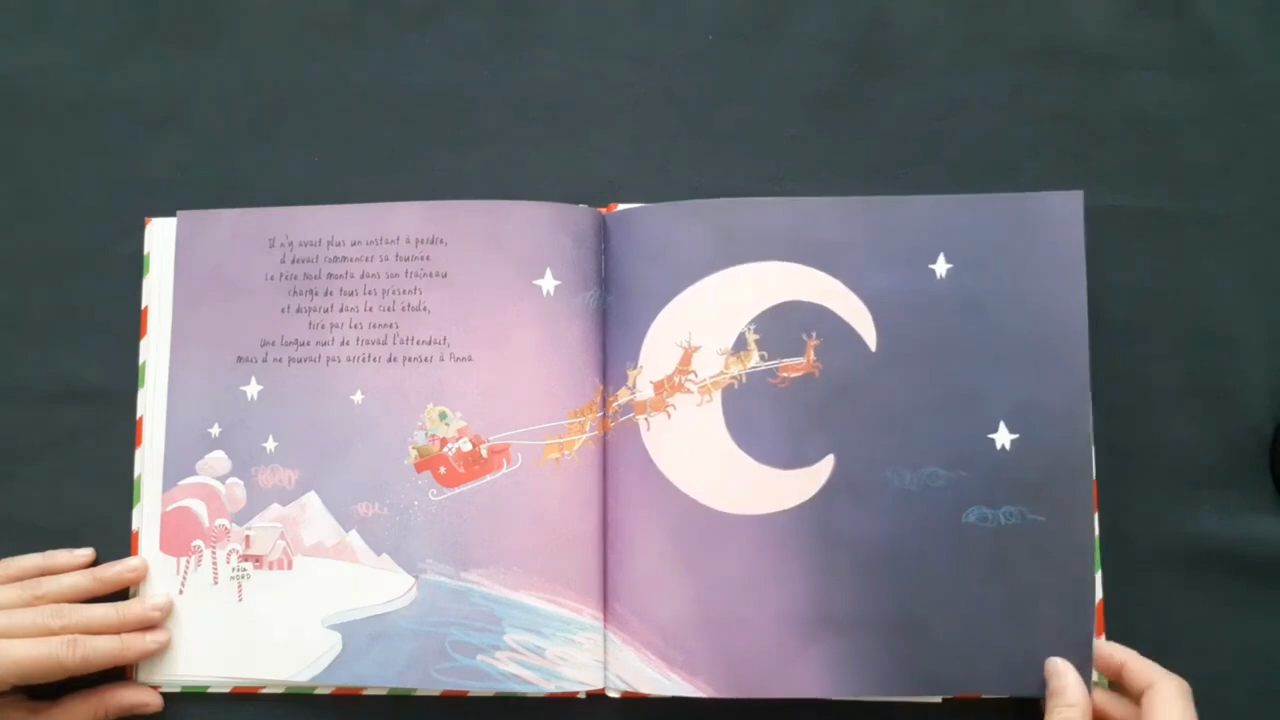 Il n'y avait plus un instant à perdre,
il devait commencer sa tournée
Le Père Noël monta dans son traîneau
chargé de tous les présents
et disparut dans le ciel étoilé,
tiré par les rennes
Une longue nuit de travail l'attendait,
mais il ne pouvait pas arrêter de penser à Anna.
PÔLE
NORD